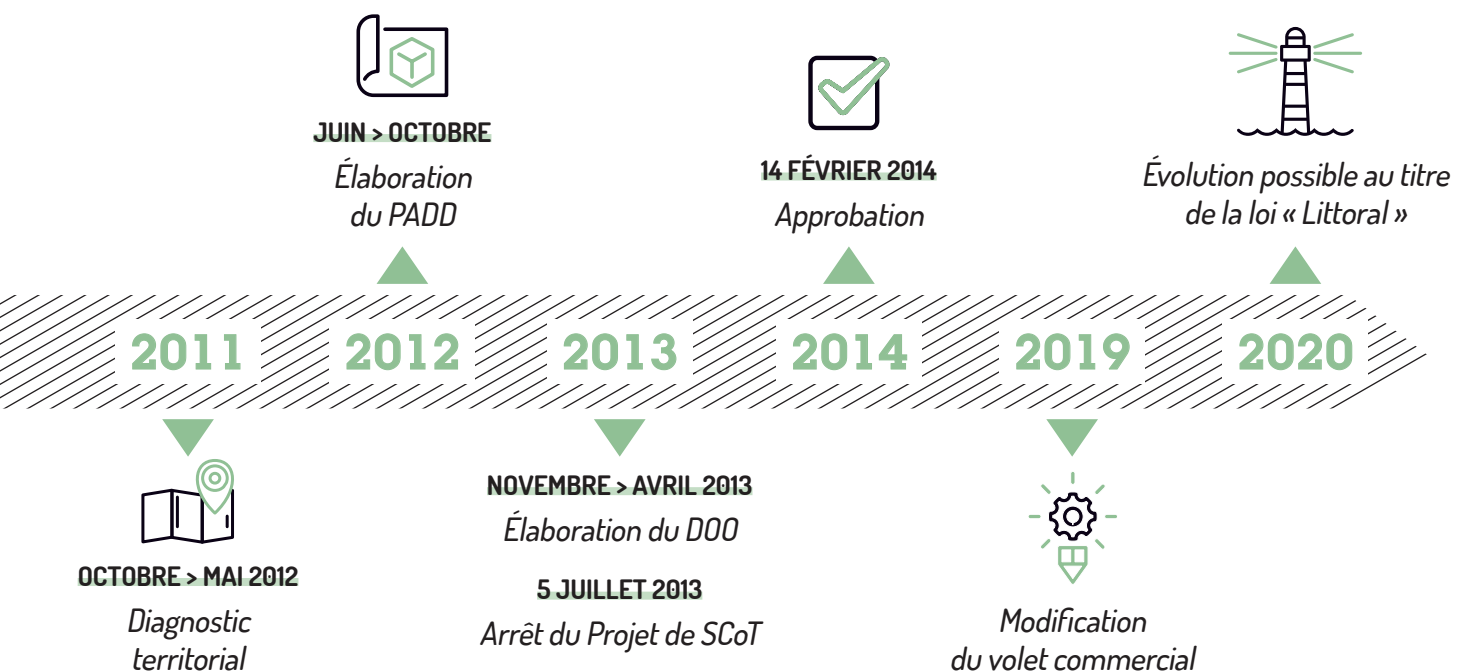 JUIN > OCTOBRE
Élaboration
du PADD
14 FÉVRIER 2014
Approbation
Évolution possible au titre
de la loi « Littoral »
2011
2012
2013
2014
2019
2020
OCTOBRE > MAI 2012
Diagnostic
territorial
NOVEMBRE > AVRIL 2013
Élaboration du DOO
5 JUILLET 2013
Arrêt du Projet de SCoT
Modification
du volet commercial